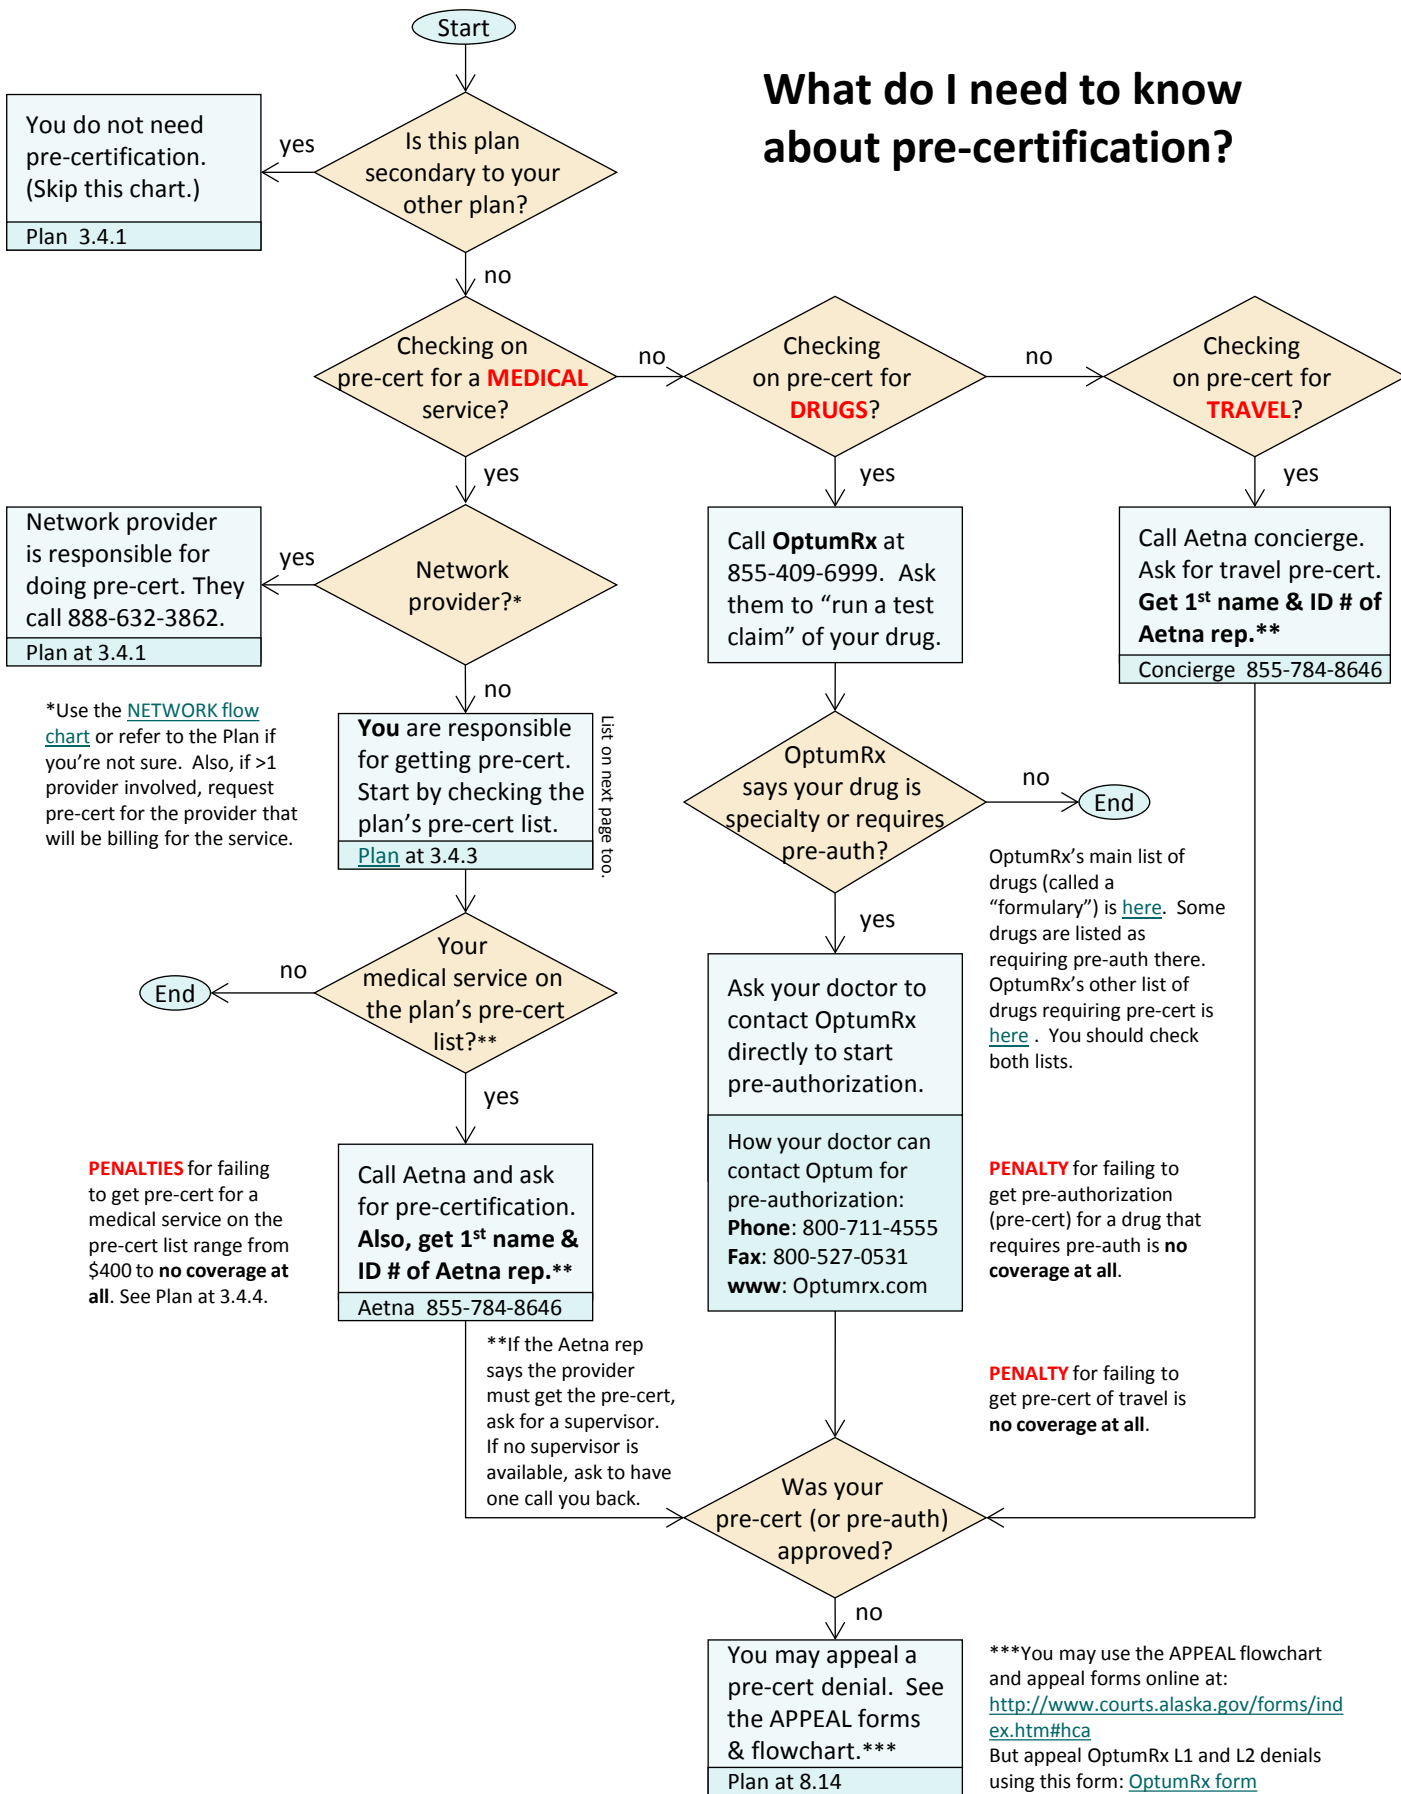 Start
What do I need to know
about pre-certification?
You do not need
pre-certification.
(Skip this chart.)
Plan 3.4.1
yes
Is this plan
secondary to your
other plan?
no
Checking on
pre-cert for a MEDICAL
service?
no
Checking
on pre-cert for
DRUGS?
no
Checking
on pre-cert for
TRAVEL?
yes
yes
yes
Network provider
is responsible for
doing pre-cert. They
call 888-632-3862.
Plan at 3.4.1
yes
Network
provider?*
Call OptumRx at
855-409-6999. Ask
them to “run a test
claim” of your drug.
Call Aetna concierge.
Ask for travel pre-cert.
Get 1st name & ID # of
Aetna rep.**
Concierge 855-784-8646
no
*Use the NETWORK flow
chart or refer to the Plan if
you’re not sure. Also, if >1
provider involved, request
pre-cert for the provider that
will be billing for the service.
You are responsible
for getting pre-cert.
Start by checking the
plan’s pre-cert list.
Plan at 3.4.3
List on next page too.
OptumRx
says your drug is
specialty or requires
pre-auth?
no
End
OptumRx’s main list of
drugs (called a
“formulary”) is here. Some
drugs are listed as
requiring pre-auth there.
OptumRx’s other list of
drugs requiring pre-cert is
here . You should check
both lists.
yes
Your
medical service on
the plan’s pre-cert
list?**
no
End
yes
Ask your doctor to
contact OptumRx
directly to start
pre-authorization.
How your doctor can
contact Optum for
pre-authorization:
Phone: 800-711-4555
Fax: 800-527-0531
www: Optumrx.com
PENALTIES for failing
to get pre-cert for a
medical service on the
pre-cert list range from
$400 to no coverage at
all. See Plan at 3.4.4.
Call Aetna and ask
for pre-certification.
Also, get 1st name &
ID # of Aetna rep.**
Aetna 855-784-8646
PENALTY for failing to
get pre-authorization
(pre-cert) for a drug that
requires pre-auth is no
coverage at all.
**If the Aetna rep
says the provider
must get the pre-cert,
ask for a supervisor.
If no supervisor is
available, ask to have
one call you back.
PENALTY for failing to
get pre-cert of travel is
no coverage at all.
Was your
pre-cert (or pre-auth)
approved?
no
You may appeal a
pre-cert denial. See
the APPEAL forms
& flowchart.***
Plan at 8.14
***You may use the APPEAL flowchart
and appeal forms online at:
http://www.courts.alaska.gov/forms/ind
ex.htm#hca
But appeal OptumRx L1 and L2 denials
using this form: OptumRx form